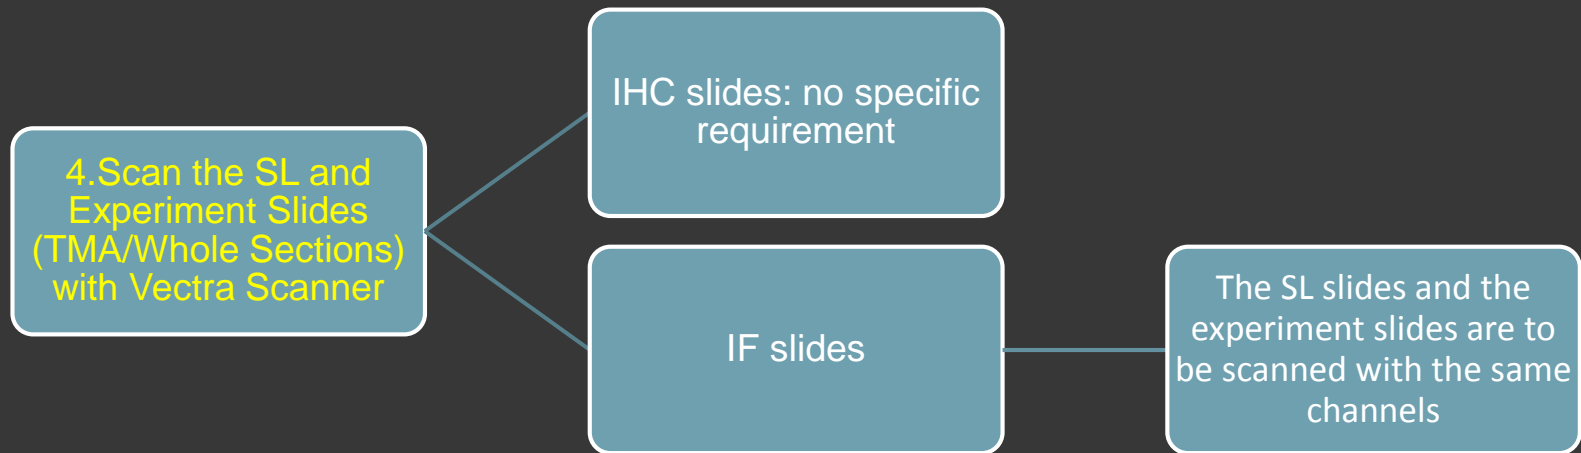 4.Scan the SL and
Experiment Slides
(TMA/Whole Sections)
with Vectra Scanner
IHC slides: no specific
requirement
IF slides
The SL slides and the
experiment slides are to
be scanned with the same
channels